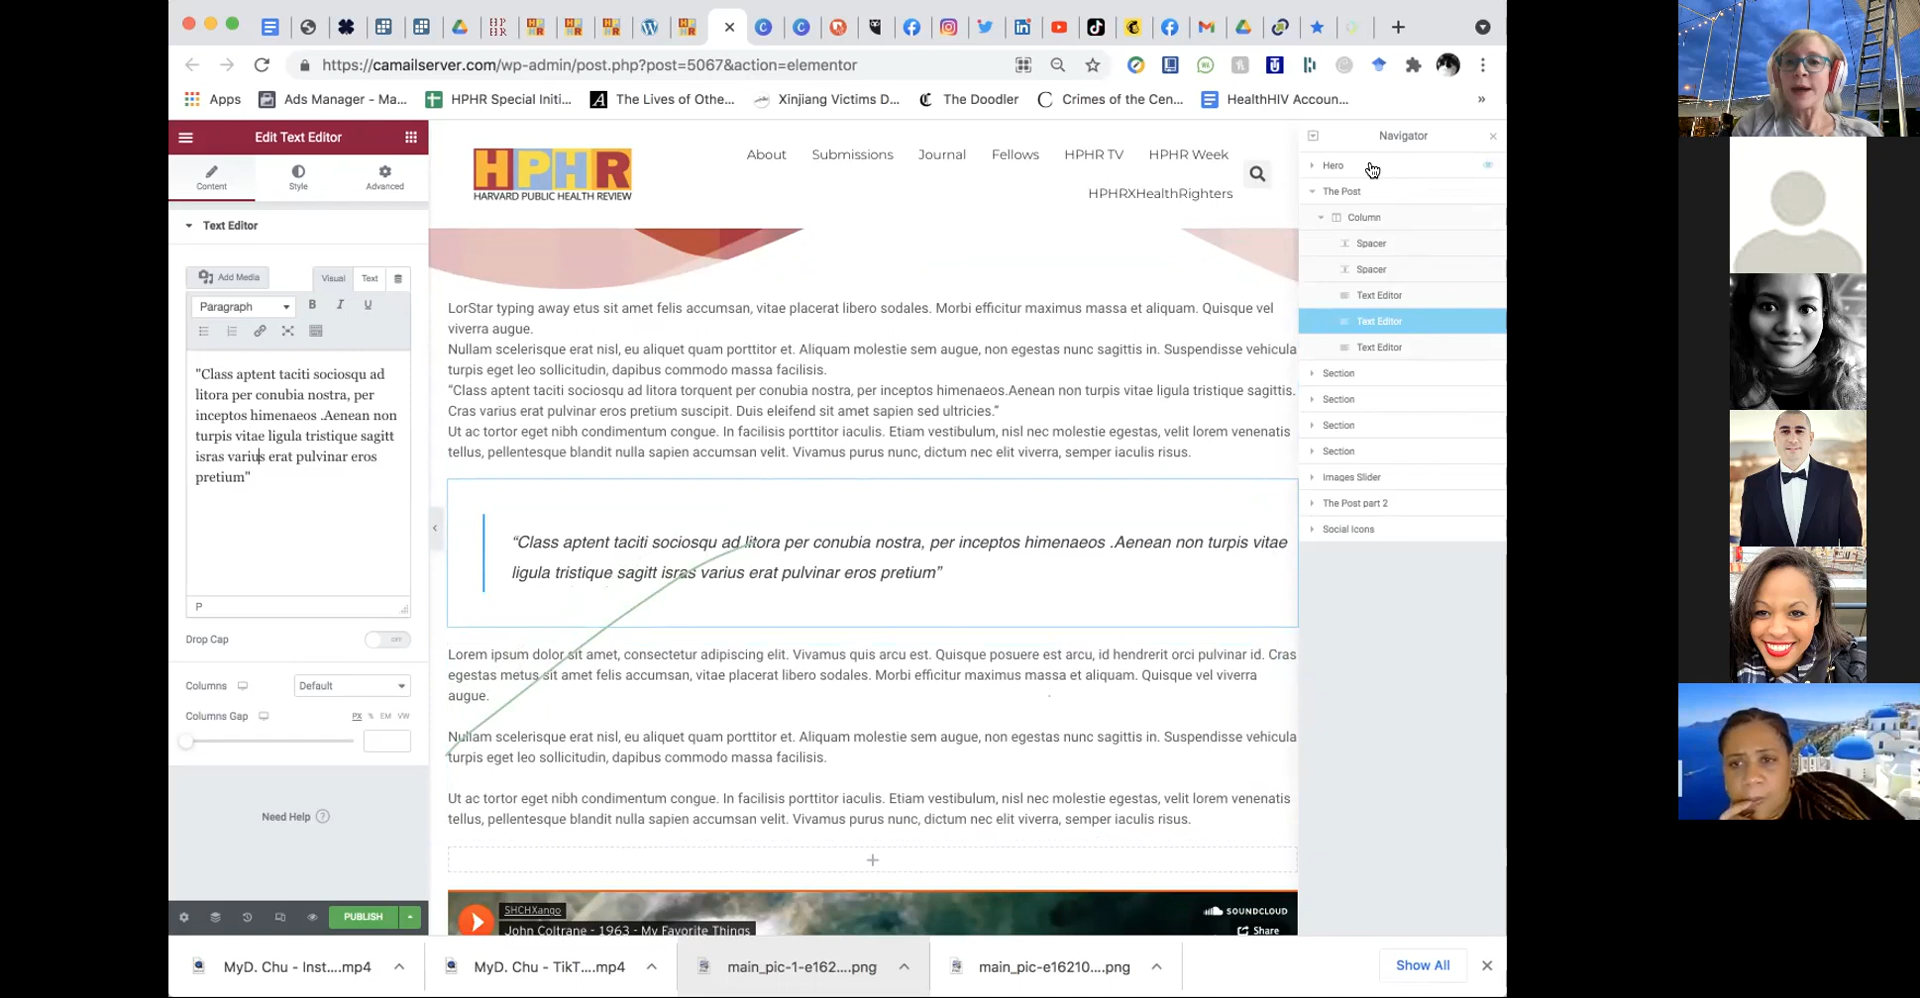 https://camailserver.com/wp-admin/post.php?post=5067&action=elementor
Apps
Ads Manager - Ma...
HPHR Special Initi...
The Lives of Othe...
Xinjiang Victims D...
The Doodler
Crimes of the Cen...
HealthHIV Accoun...
»
Edit Text Editor
Content
Style
Advanced
Text Editor
Add Media
Visual
Text
Paragraph
B
I
U
"Class aptent taciti sociosqu ad
litora per conubia nostra, per
inceptos himenaeos .Aenean non
turpis vitae ligula tristique sagitt
isras varius erat pulvinar eros
pretium"
P
Drop Cap
OFF
Columns
Default
Columns Gap
PX % EM VW
Need Help
PUBLISH
HPHR
HARVARD PUBLIC HEALTH REVIEW
About
Submissions
Journal
Fellows
HPHR TV
HPHR Week
HPHRXHealthRighters
LorStar typing away etus sit amet felis accumsan, vitae placerat libero sodales. Morbi efficitur maximus massa et aliquam. Quisque vel
viverra augue.
Nullam scelerisque erat nisl, eu aliquet quam porttitor et. Aliquam molestie sem augue, non egestas nunc sagittis in. Suspendisse vehicula
turpis eget leo sollicitudin, dapibus commodo massa facilisis.
“Class aptent taciti sociosqu ad litora torquent per conubia nostra, per inceptos himenaeos.Aenean non turpis vitae ligula tristique sagittis.
Cras varius erat pulvinar eros pretium suscipit. Duis eleifend sit amet sapien sed ultricies.”
Ut ac tortor eget nibh condimentum congue. In facilisis porttitor iaculis. Etiam vestibulum, nisl nec molestie egestas, velit lorem venenatis
tellus, pellentesque blandit nulla sapien accumsan velit. Vivamus purus nunc, dictum nec elit viverra, semper iaculis risus.
“Class aptent taciti sociosqu ad litora per conubia nostra, per inceptos himenaeos .Aenean non turpis vitae
ligula tristique sagitt isras varius erat pulvinar eros pretium”
Lorem ipsum dolor sit amet, consectetur adipiscing elit. Vivamus quis arcu est. Quisque posuere est arcu, id hendrerit orci pulvinar id. Cras
egestas metus sit amet felis accumsan, vitae placerat libero sodales. Morbi efficitur maximus massa et aliquam. Quisque vel viverra
augue.
Nullam scelerisque erat nisl, eu aliquet quam porttitor et. Aliquam molestie sem augue, non egestas nunc sagittis in. Suspendisse vehicula
turpis eget leo sollicitudin, dapibus commodo massa facilisis.
Ut ac tortor eget nibh condimentum congue. In facilisis porttitor iaculis. Etiam vestibulum, nisl nec molestie egestas, velit lorem venenatis
tellus, pellentesque blandit nulla sapien accumsan velit. Vivamus purus nunc, dictum nec elit viverra, semper iaculis risus.
SHCHXango
John Coltrane - 1963 - My Favorite Things
SOUNDCLOUD
Share
Navigator
Hero
The Post
Column
Spacer
Spacer
Text Editor
Text Editor
Text Editor
Section
Section
Section
Section
Images Slider
The Post part 2
Social Icons
MyD. Chu - Inst....mp4
MyD. Chu - TikT....mp4
main_pic-1-e162....png
main_pic-e16210....png
Show All